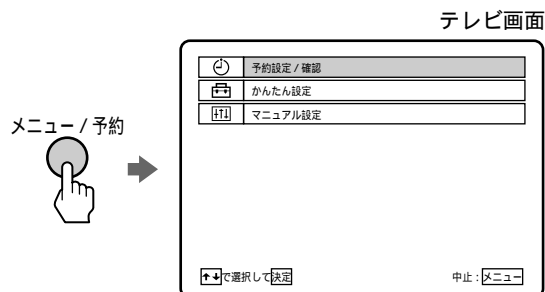 テレビ画面
予約設定 / 確認
かんたん設定
マニュアル設定
メニュー / 予約
↑↓で選択して決定
中止 : メニュー